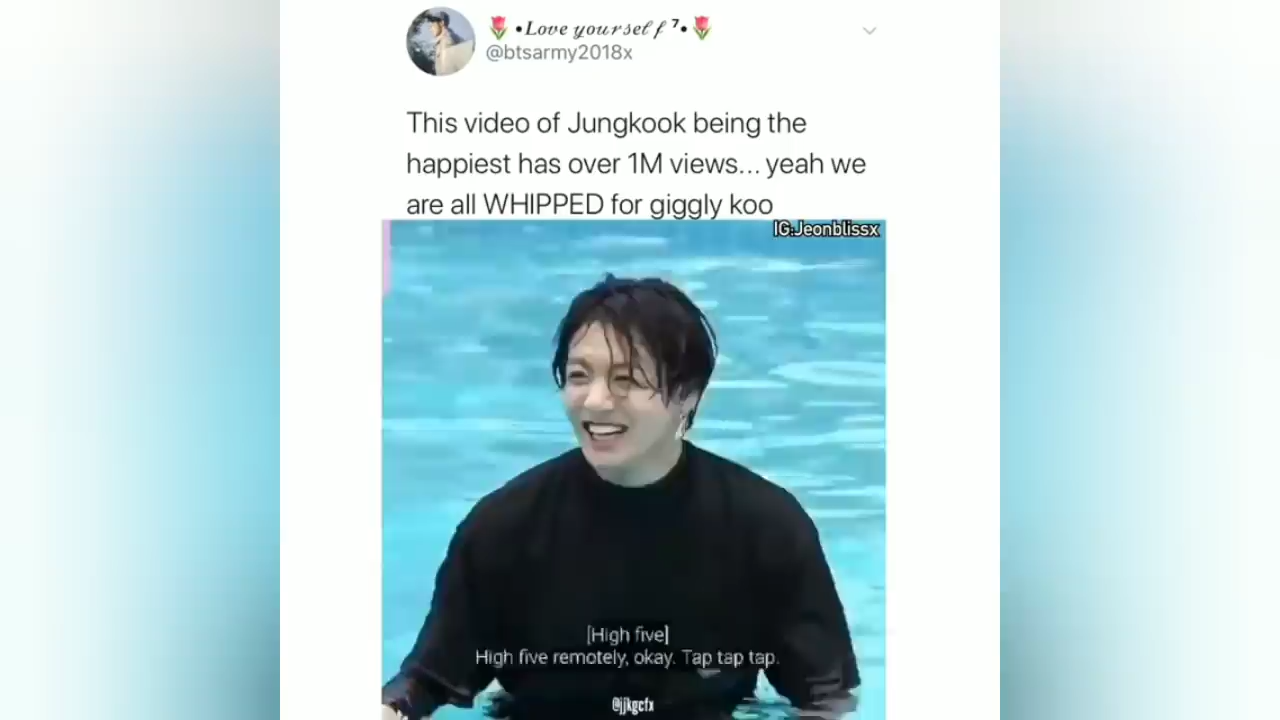 🌷•𝐿𝑜𝑣𝑒 𝑦𝑜𝑢𝑟𝑠𝑒𝑙𝑓 ⁷•🌷
@btsarmy2018x
This video of Jungkook being the
happiest has over 1M views... yeah we
are all WHIPPED for giggly koo
IG:Jeonblissx
[High five]
High five remotely, okay. Tap tap tap.
@jjkgcfx